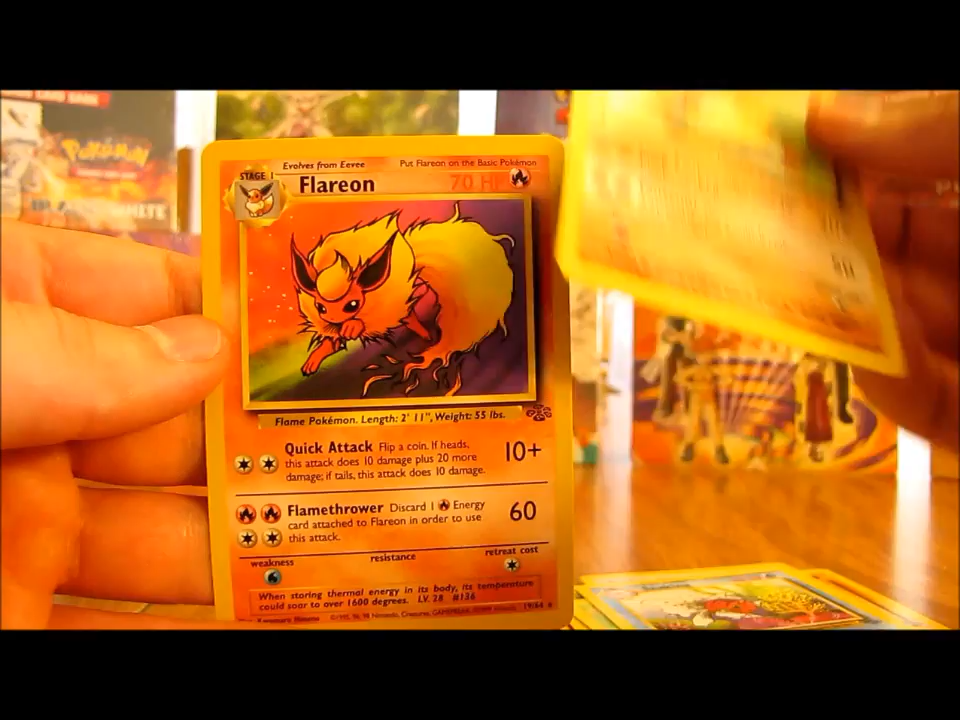 Pokémon
Evolves from Eevee
Put Flareon on the Basic Pokémon
STAGE 1
Flareon
70 HP
Flame Pokémon. Length: 2' 11", Weight: 55 lbs.
Quick Attack Flip a coin. If heads,
this attack does 10 damage plus 20 more
damage; if tails, this attack does 10 damage.
10+
Flamethrower Discard 1 Energy
card attached to Flareon in order to use
this attack.
60
weakness
resistance
retreat cost
When storing thermal energy in its body, its temperature
could soar to over 1600 degrees. LV. 28 #136
19/64